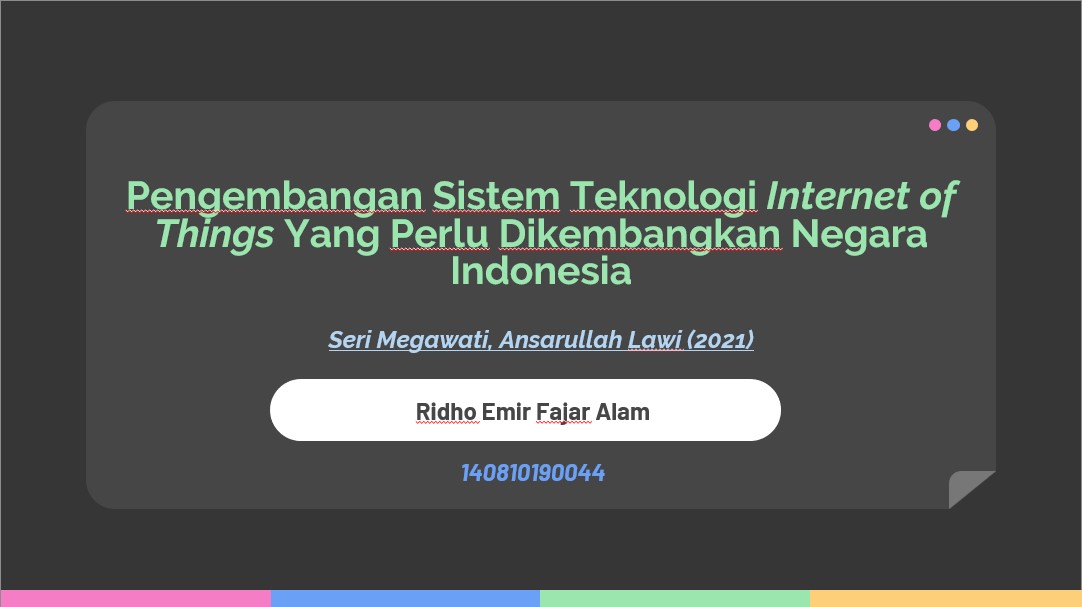 Pengembangan Sistem Teknologi Internet of
Things Yang Perlu Dikembangkan Negara
Indonesia
Seri Megawati, Ansarullah Lawi (2021)
Ridho Emir Fajar Alam
140810190044